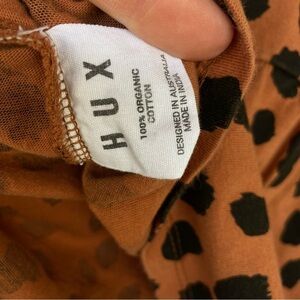 HUX
100% ORGANIC
COTTON
DESIGNED IN AUSTRALIA
MADE IN INDIA